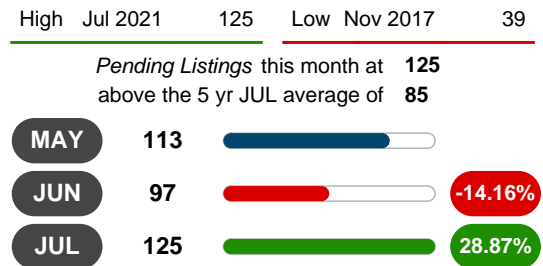 High Jul 2021 125 Low Nov 2017 39
Pending Listings this month at 125
above the 5 yr JUL average of 85
MAY 113
JUN 97 -14.16%
JUL 125 28.87%